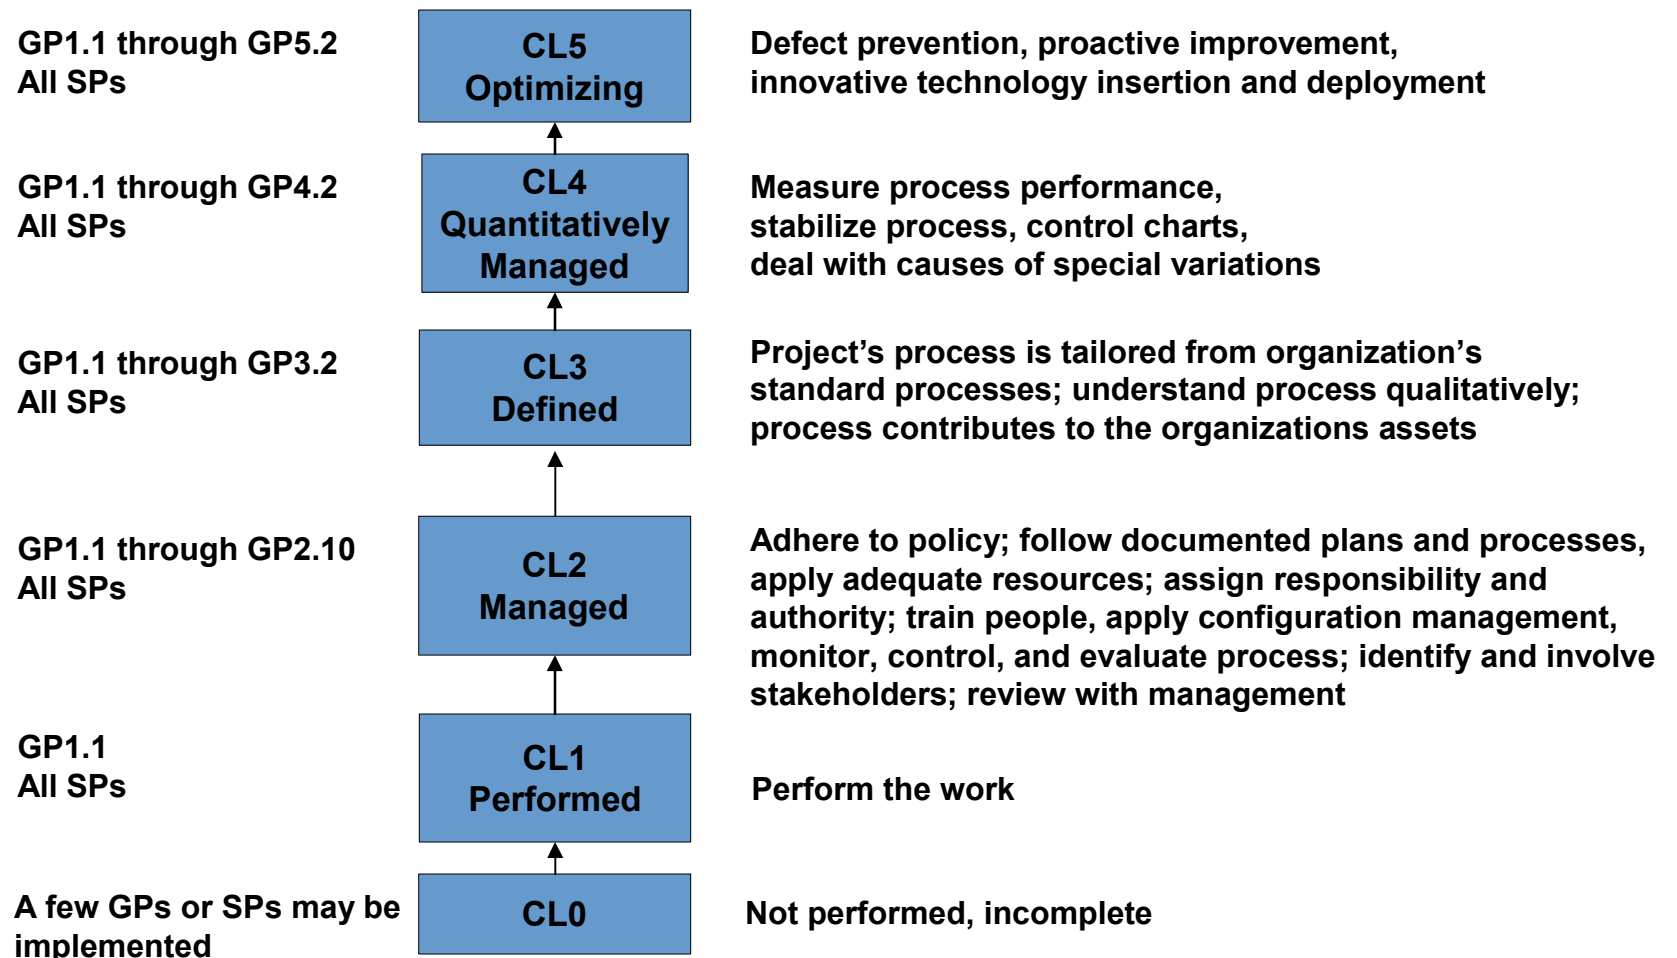 GP1.1 through GP5.2
All SPs
CL5
Optimizing
Defect prevention, proactive improvement,
innovative technology insertion and deployment
GP1.1 through GP4.2
All SPs
CL4
Quantitatively
Managed
Measure process performance,
stabilize process, control charts,
deal with causes of special variations
GP1.1 through GP3.2
All SPs
CL3
Defined
Project’s process is tailored from organization’s
standard processes; understand process qualitatively;
process contributes to the organizations assets
GP1.1 through GP2.10
All SPs
CL2
Managed
Adhere to policy; follow documented plans and processes,
apply adequate resources; assign responsibility and
authority; train people, apply configuration management,
monitor, control, and evaluate process; identify and involve
stakeholders; review with management
GP1.1
All SPs
CL1
Performed
Perform the work
A few GPs or SPs may be
implemented
CL0
Not performed, incomplete